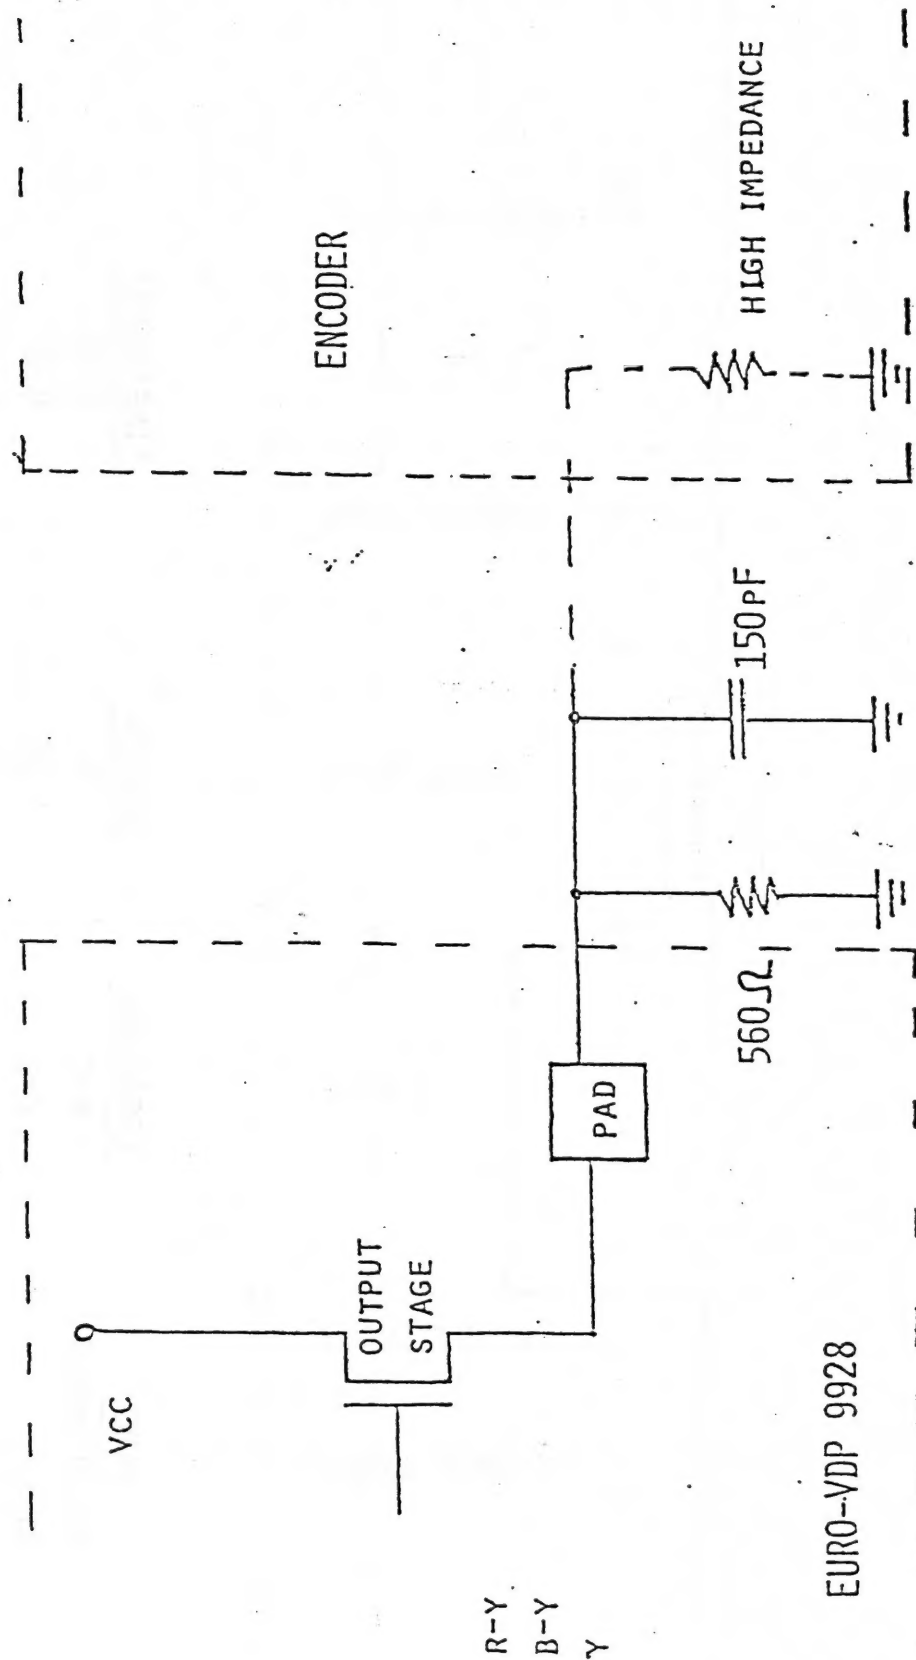 VCC
OUTPUT
STAGE
R-Y
B-Y
Y
PAD
560Ω
150PF
ENCODER
HIGH IMPEDANCE
EURO-VDP 9928